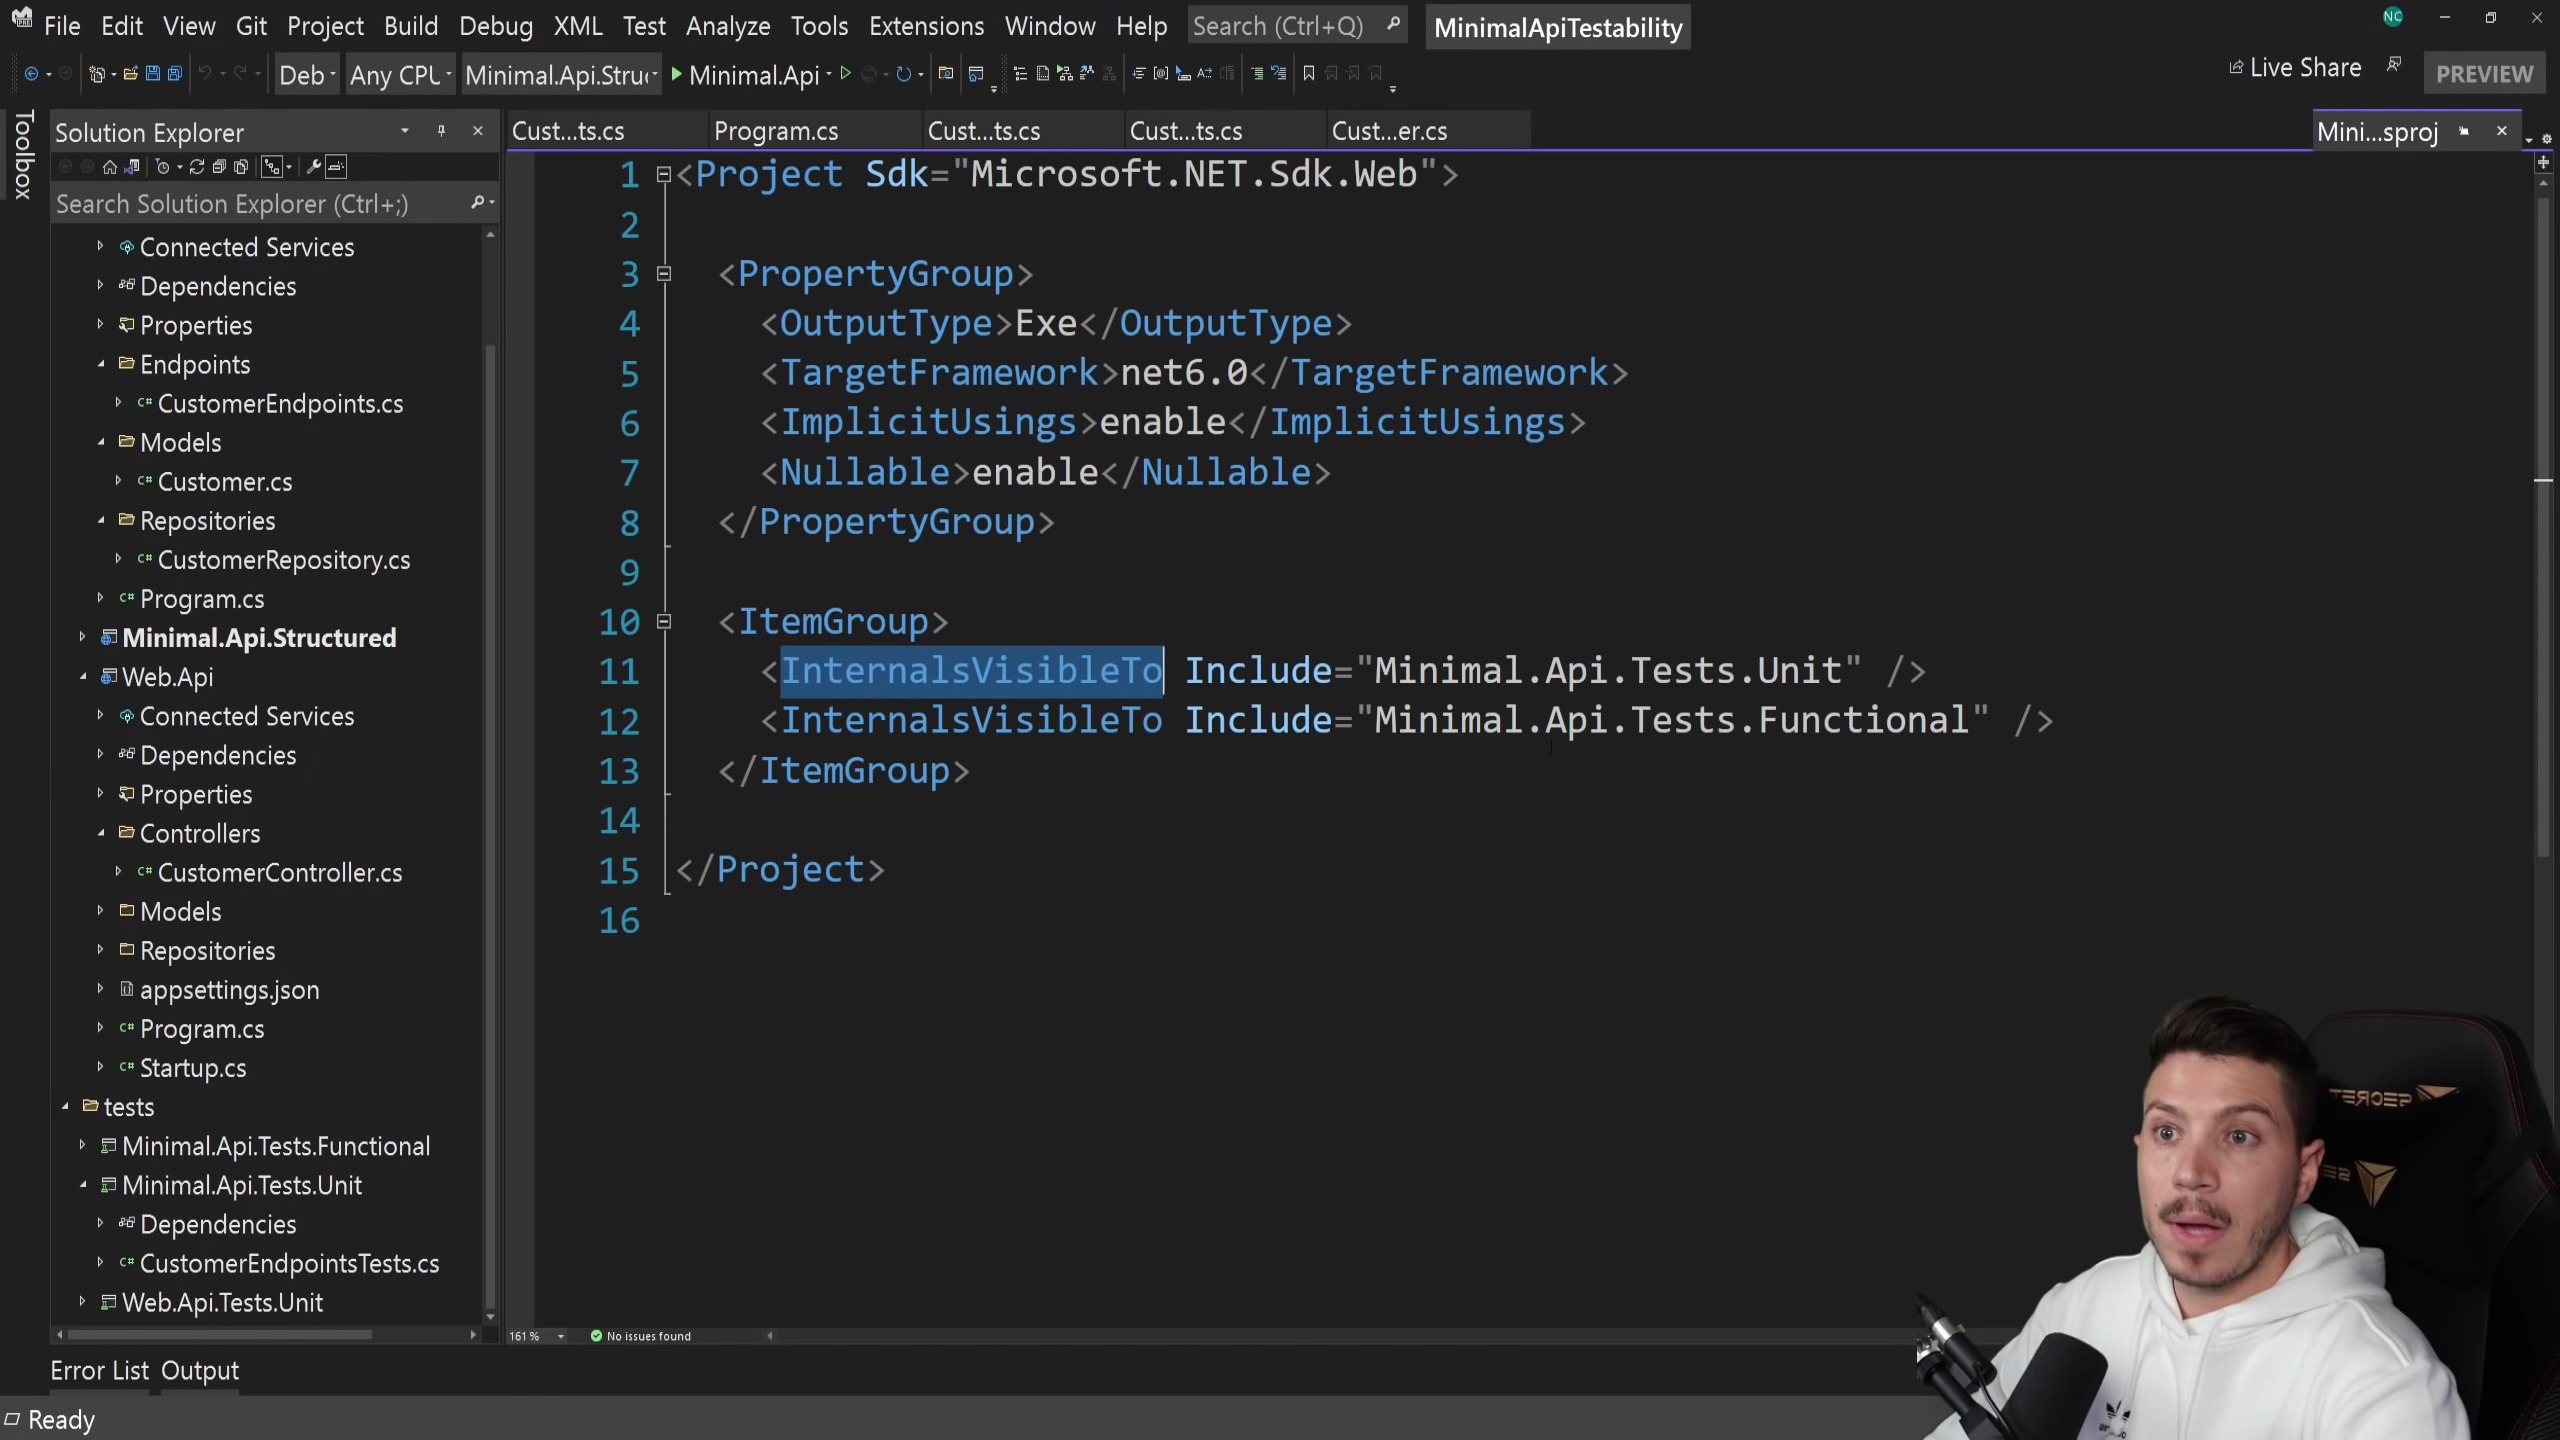 File Edit View Git Project Build Debug XML Test Analyze Tools Extensions Window Help Search (Ctrl+Q) MinimalApiTestability NC
Deb Any CPU Minimal.Api.Struc Minimal.Api Live Share PREVIEW
Toolbox
Solution Explorer
Search Solution Explorer (Ctrl+;)
Connected Services
Dependencies
Properties
Endpoints
CustomerEndpoints.cs
Models
Customer.cs
Repositories
CustomerRepository.cs
Program.cs
Minimal.Api.Structured
Web.Api
Connected Services
Dependencies
Properties
Controllers
CustomerController.cs
Models
Repositories
appsettings.json
Program.cs
Startup.cs
tests
Minimal.Api.Tests.Functional
Minimal.Api.Tests.Unit
Dependencies
CustomerEndpointsTests.cs
Web.Api.Tests.Unit
Cust...ts.cs Program.cs Cust...ts.cs Cust...ts.cs Cust...er.cs Mini...sproj
1 <Project Sdk="Microsoft.NET.Sdk.Web">
2
3 <PropertyGroup>
4 <OutputType>Exe</OutputType>
5 <TargetFramework>net6.0</TargetFramework>
6 <ImplicitUsings>enable</ImplicitUsings>
7 <Nullable>enable</Nullable>
8 </PropertyGroup>
9
10 <ItemGroup>
11 <InternalsVisibleTo Include="Minimal.Api.Tests.Unit" />
12 <InternalsVisibleTo Include="Minimal.Api.Tests.Functional" />
13 </ItemGroup>
14
15 </Project>
16
161 % No issues found
Error List Output
Ready